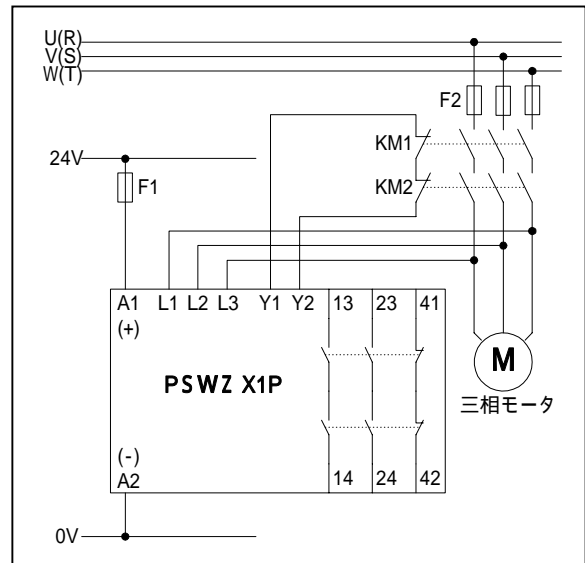 U(R)
V(S)
W(T)
F2
KM1
24V
F1
KM2
A1 L1 L2 L3 Y1 Y2 13 23 41
(+)
M
PSWZ X1P
三相モータ
(-)
A2 14 24 42
0V